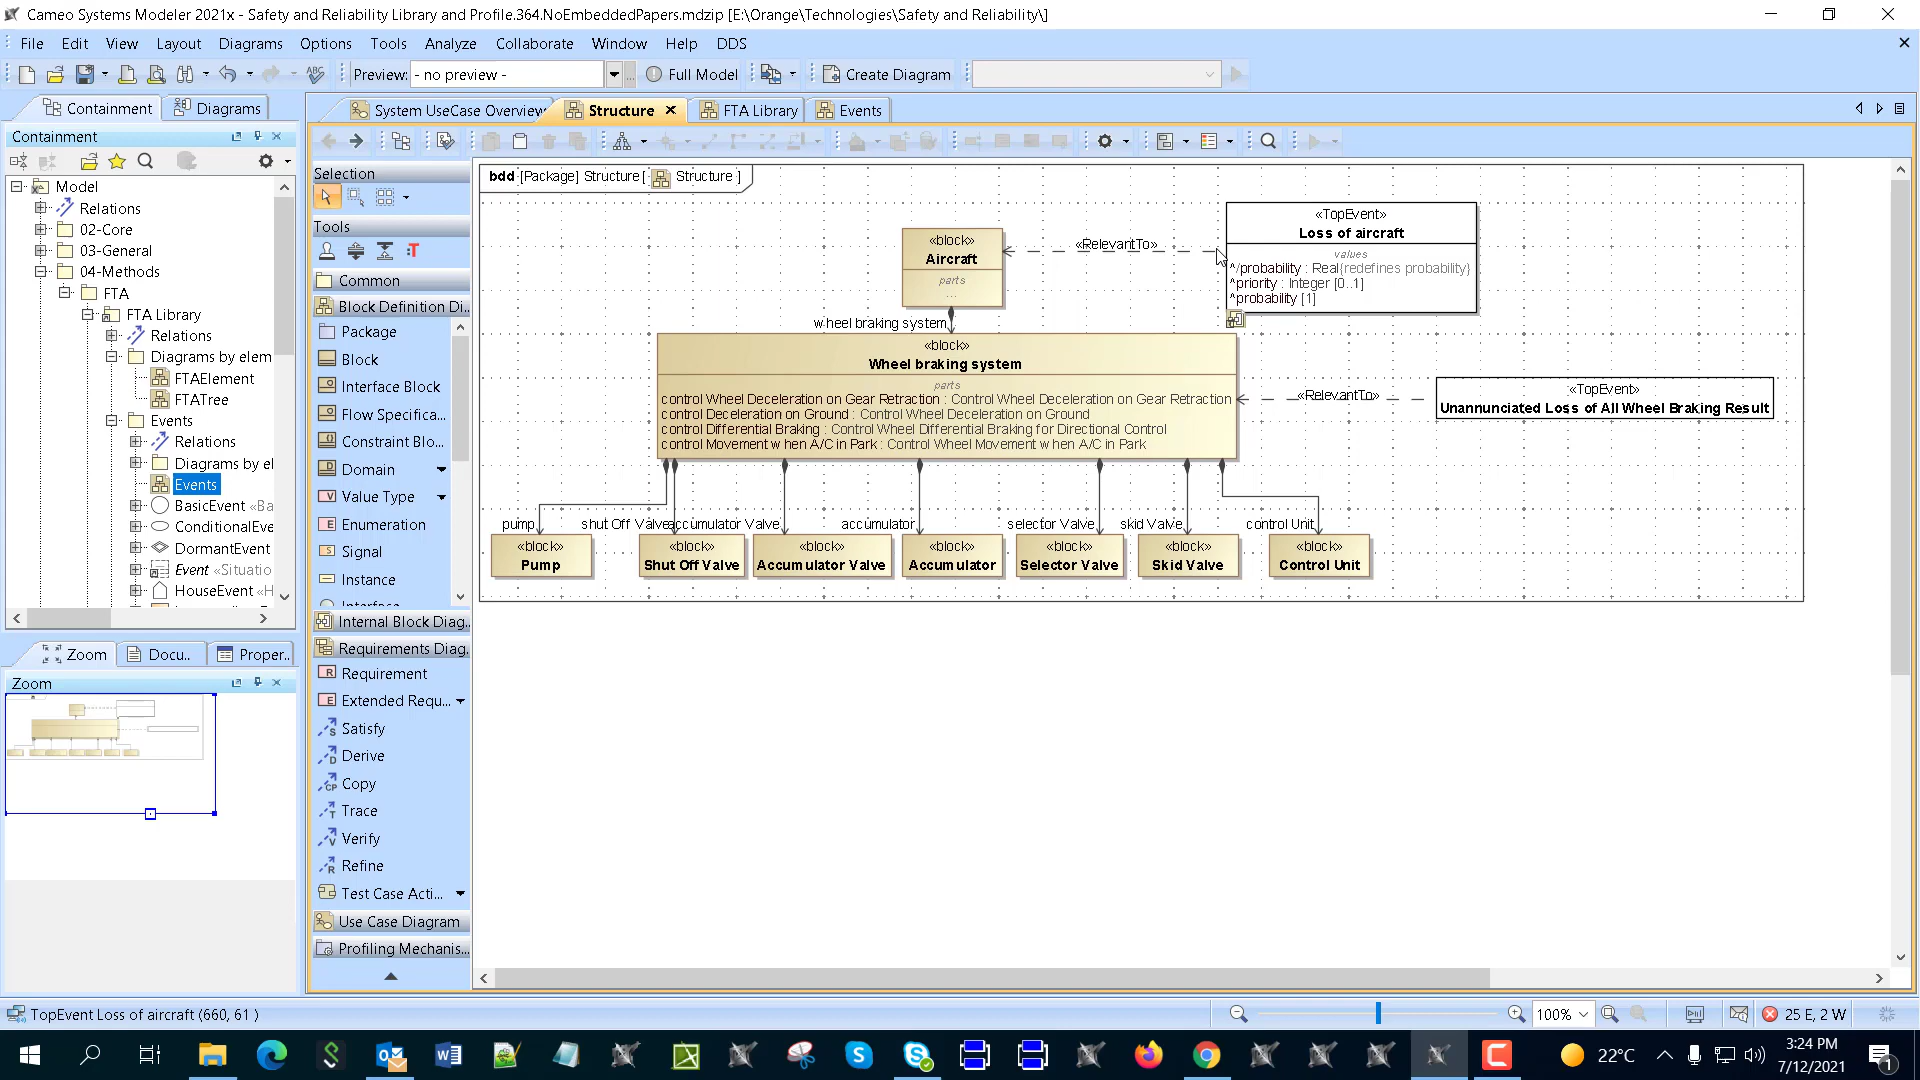 Cameo Systems Modeler 2021x - Safety and Reliability Library and Profile.364.NoEmbeddedPapers.mdzip [E:\Orange\Technologies\Safety and Reliability\]
File Edit View Layout Diagrams Options Tools Analyze Collaborate Window Help DDS
Preview: - no preview - Full Model Create Diagram
Containment Diagrams
System UseCase Overview Structure FTA Library Events
Containment
Model
Relations
02-Core
03-General
04-Methods
FTA
FTA Library
Relations
Diagrams by elem
FTAElement
FTATree
Events
Relations
Diagrams by el
Events
BasicEvent «Ba
ConditionalEve
DormantEvent
Event «Situatio
HouseEvent «H
Zoom Docu.. Proper..
Zoom
Selection
Tools
Common
Block Definition Di...
Package
Block
Interface Block
Flow Specifica...
Constraint Blo...
Domain
Value Type
Enumeration
Signal
Instance
Interface
Internal Block Diag..
Requirements Diag.
Requirement
Extended Requ...
Satisfy
Derive
Copy
Trace
Verify
Refine
Test Case Acti...
Use Case Diagram
Profiling Mechanis...
bdd [Package] Structure [ Structure ]
«block»
Aircraft
parts
...
«RelevantTo»
«TopEvent»
Loss of aircraft
values
^/probability : Real{redefines probability}
^priority : Integer [0..1]
^probability [1]
wheel braking system
«block»
Wheel braking system
parts
control Wheel Deceleration on Gear Retraction : Control Wheel Deceleration on Gear Retraction
control Deceleration on Ground : Control Wheel Deceleration on Ground
control Differential Braking : Control Wheel Differential Braking for Directional Control
control Movement when A/C in Park : Control Wheel Movement when A/C in Park
«RelevantTo»
«TopEvent»
Unannunciated Loss of All Wheel Braking Result
pump shut Off Valve accumulator Valve accumulator selector Valve skid Valve control Unit
«block» «block» «block» «block» «block» «block» «block»
Pump Shut Off Valve Accumulator Valve Accumulator Selector Valve Skid Valve Control Unit
TopEvent Loss of aircraft (660, 61 )
100%
25 E, 2 W
22°C
3:24 PM
7/12/2021
1